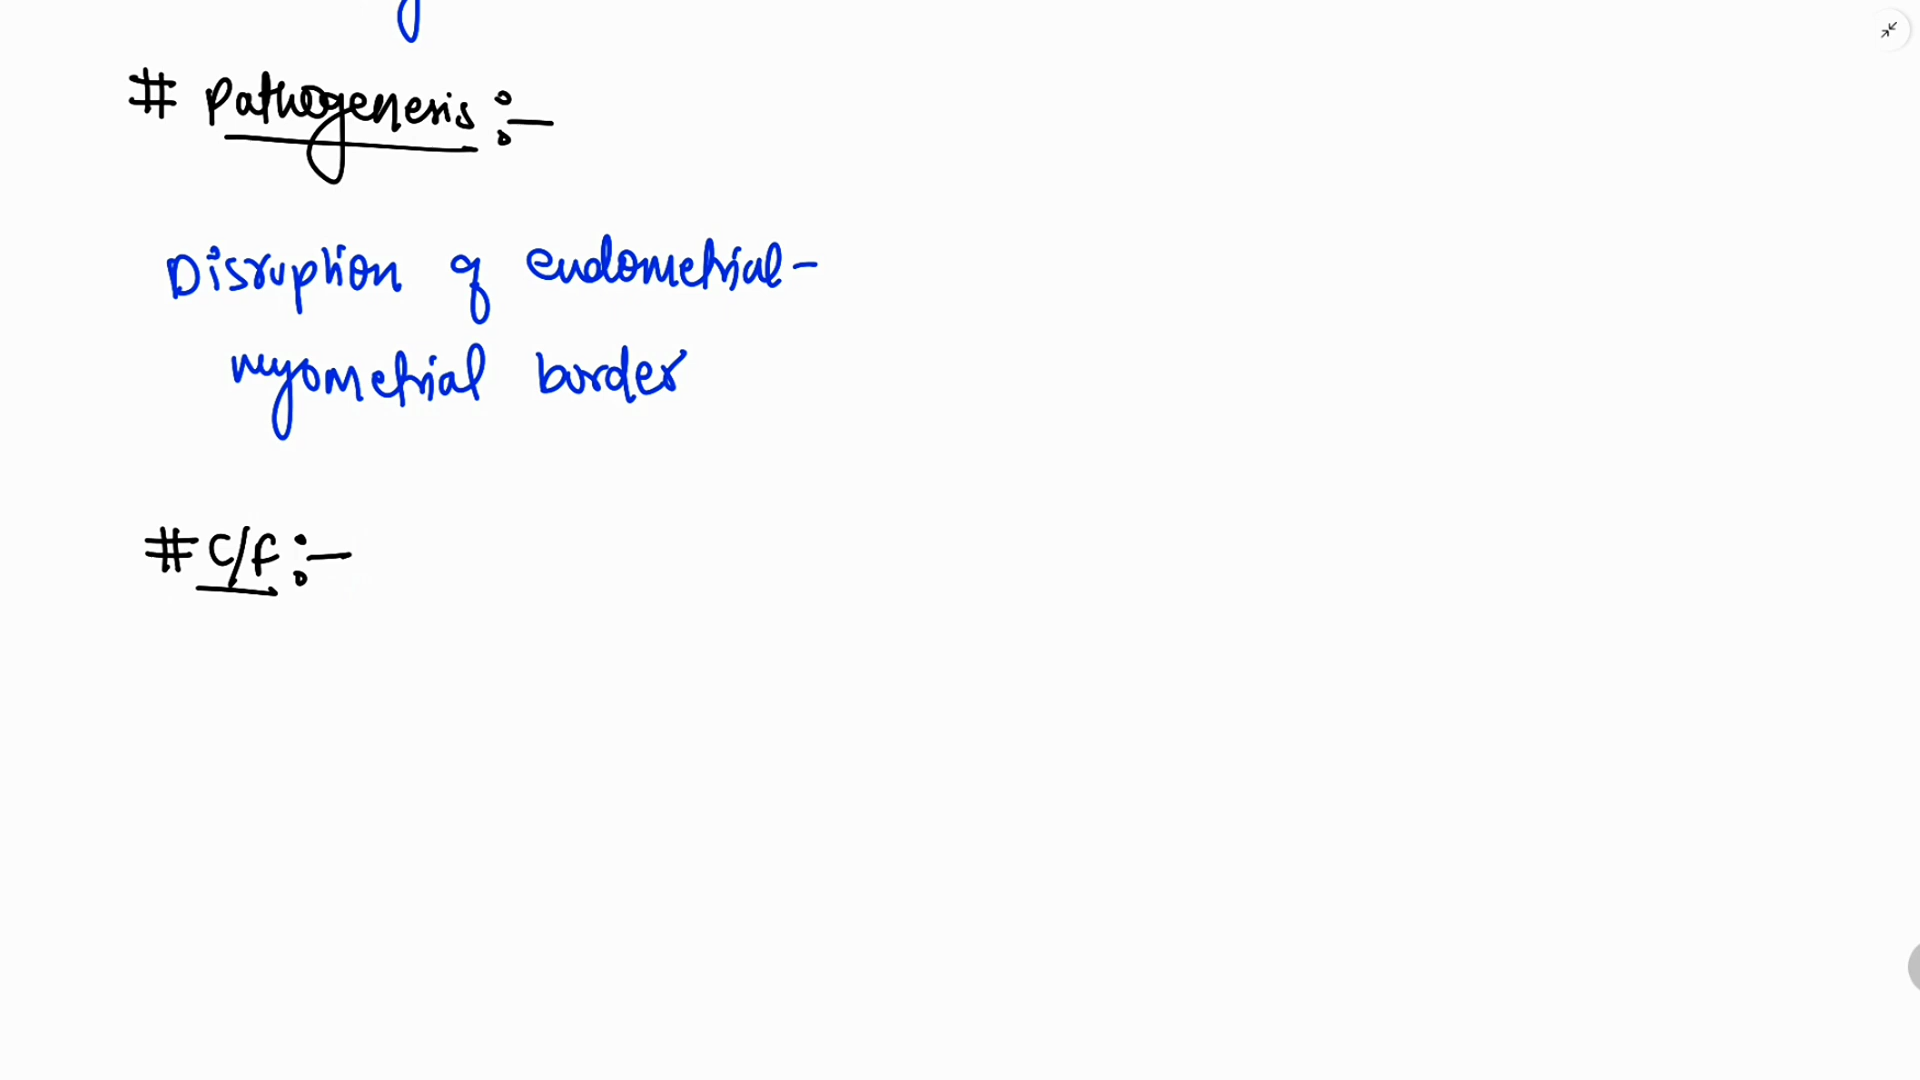 # Pathogenesis :-
Disruption of endometrial-
myometrial border
# C/f :-